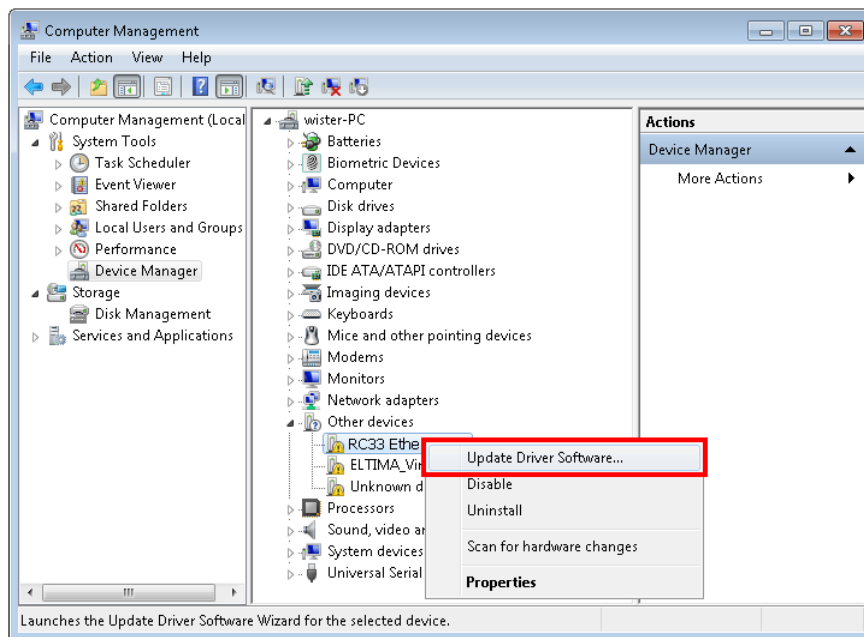 Computer Management
File Action View Help
Computer Management (Local
System Tools
Task Scheduler
Event Viewer
Shared Folders
Local Users and Groups
Performance
Device Manager
Storage
Disk Management
Services and Applications
wister-PC
Batteries
Biometric Devices
Computer
Disk drives
Display adapters
DVD/CD-ROM drives
IDE ATA/ATAPI controllers
Imaging devices
Keyboards
Mice and other pointing devices
Modems
Monitors
Network adapters
Other devices
RC33 Ethe
ELTIMA_Vir
Unknown d
Processors
Sound, video ar
System devices
Universal Serial
Update Driver Software...
Disable
Uninstall
Scan for hardware changes
Properties
Actions
Device Manager
More Actions
Launches the Update Driver Software Wizard for the selected device.